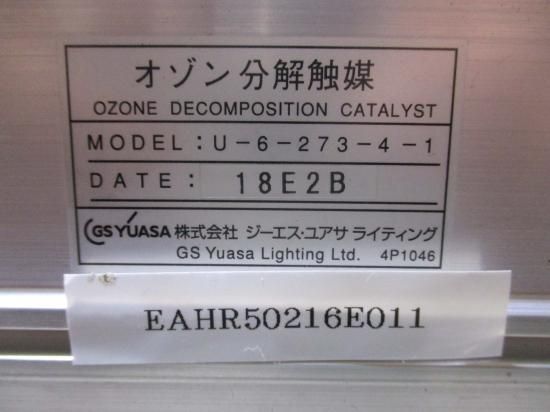 オゾン分解触媒
OZONE DECOMPOSITION CATALYST
MODEL: U-6-273-4-1
DATE: 18E2B
GS YUASA 株式会社 ジーエス・ユアサ ライティング
GS Yuasa Lighting Ltd. 4P1046
EAHR50216E011